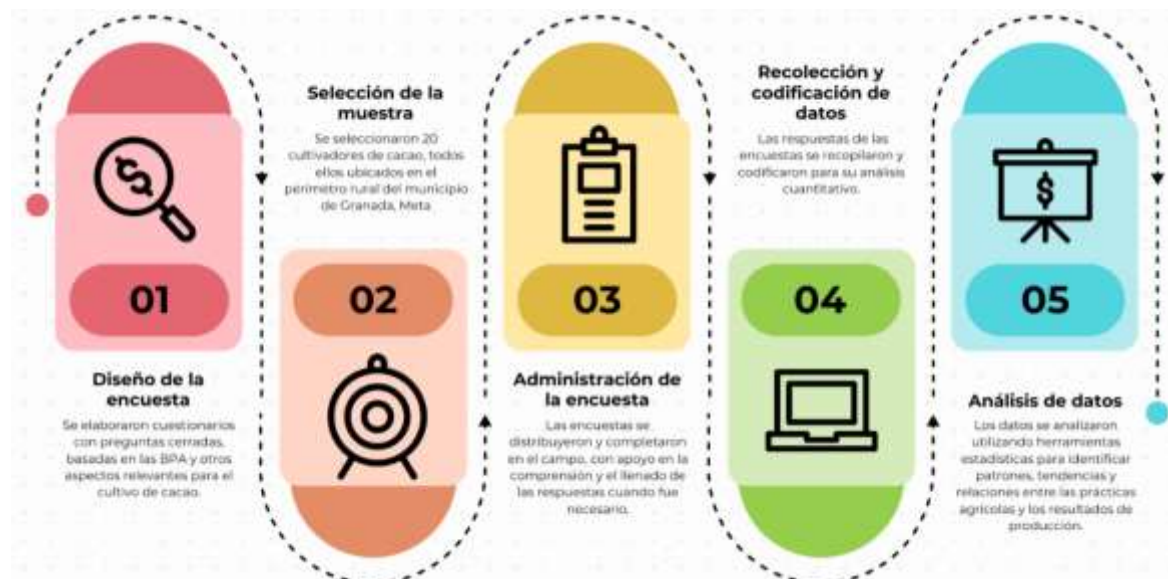 01
Diseño de la
encuesta
Se elaboraron cuestionarios
con preguntas cerradas,
basadas en las BPA y otros
aspectos relevantes para el
cultivo de cacao.
Selección de la
muestra
Se seleccionaron 20
cultivadores de cacao, todos
ellos ubicados en el
perímetro rural del municipio
de Granada, Meta
02
03
Administración de
la encuesta
Las encuestas se
distribuyeron y completaron
en el campo, con apoyo en la
comprensión y el llenado de
las respuestas cuando fue
necesario.
Recolección y
codificación de
datos
Las respuestas de las
encuestas se recopilaron y
codificaron para su análisis
cuantitativo.
04
05
Análisis de datos
Los datos se analizaron
utilizando herramientas
estadísticas para identificar
patrones, tendencias y
relaciones entre las prácticas
agrícolas y los resultados de
producción.